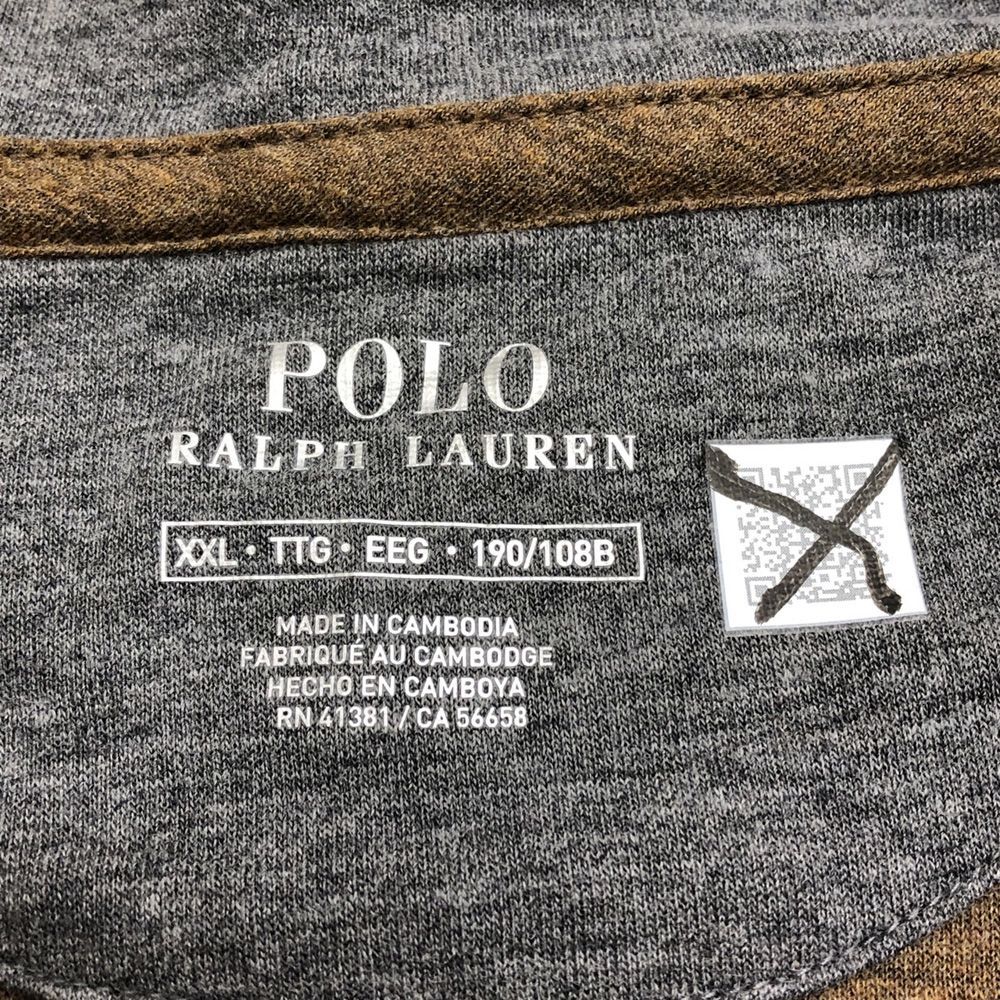 POLO
RALPH LAUREN
XXL • TTG • EEG • 190/108B
MADE IN CAMBODIA
FABRIQUÉ AU CAMBODGE
HECHO EN CAMBOYA
RN 41381 / CA 56658